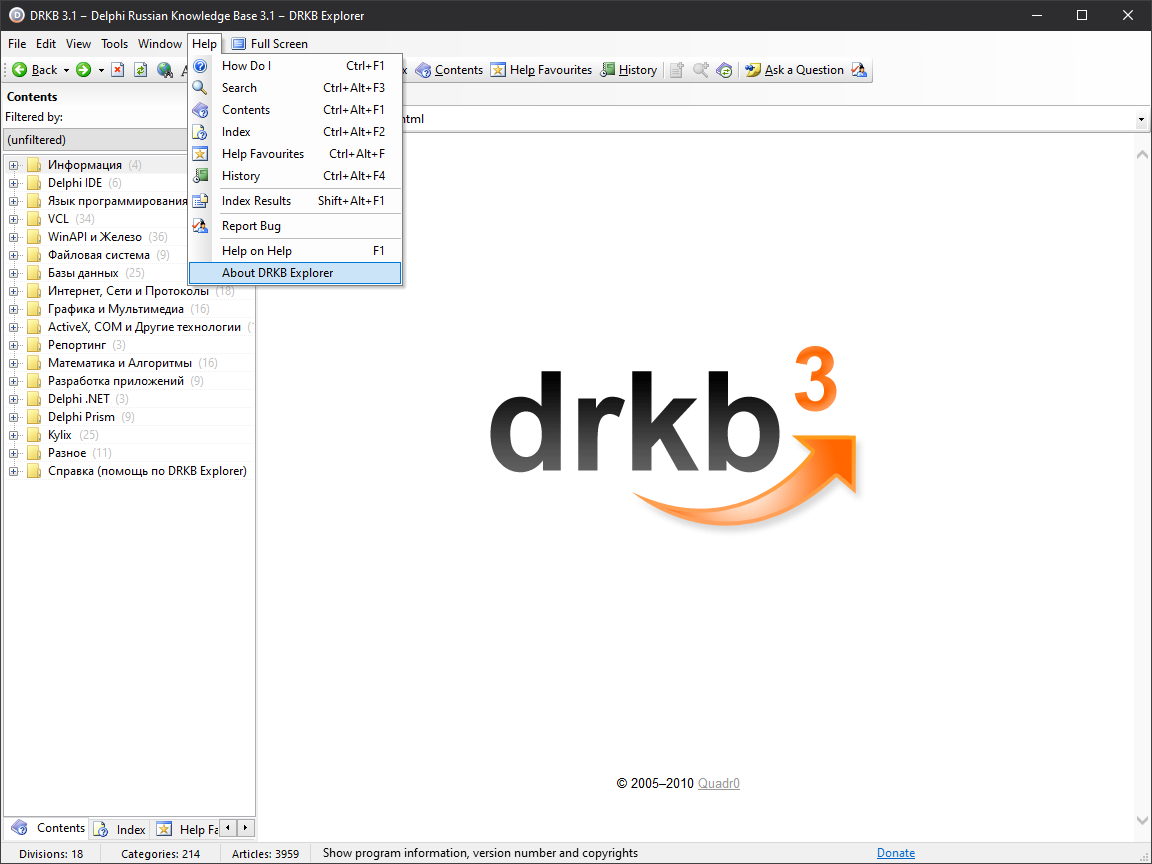 DRKB 3.1 – Delphi Russian Knowledge Base 3.1 – DRKB Explorer
File Edit View Tools Window Help Full Screen
Back Contents Help Favourites History Ask a Question
How Do I Ctrl+F1
Search Ctrl+Alt+F3
Contents Ctrl+Alt+F1
Index Ctrl+Alt+F2
Help Favourites Ctrl+Alt+F
History Ctrl+Alt+F4
Index Results Shift+Alt+F1
Report Bug
Help on Help F1
About DRKB Explorer
Contents
Filtered by:
(unfiltered)
html
Информация (4)
Delphi IDE (6)
Язык программирования
VCL (34)
WinAPI и Железо (36)
Файловая система (9)
Базы данных (25)
Интернет, Сети и Протоколы (18)
Графика и Мультимедиа (16)
ActiveX, COM и Другие технологии
Репортинг (3)
Математика и Алгоритмы (16)
Разработка приложений (9)
Delphi .NET (3)
Delphi Prism (9)
Kylix (25)
Разное (11)
Справка (помощь по DRKB Explorer)
drkb3
© 2005–2010 Quadr0
Contents Index Help Fa
Divisions: 18 Categories: 214 Articles: 3959 Show program information, version number and copyrights Donate